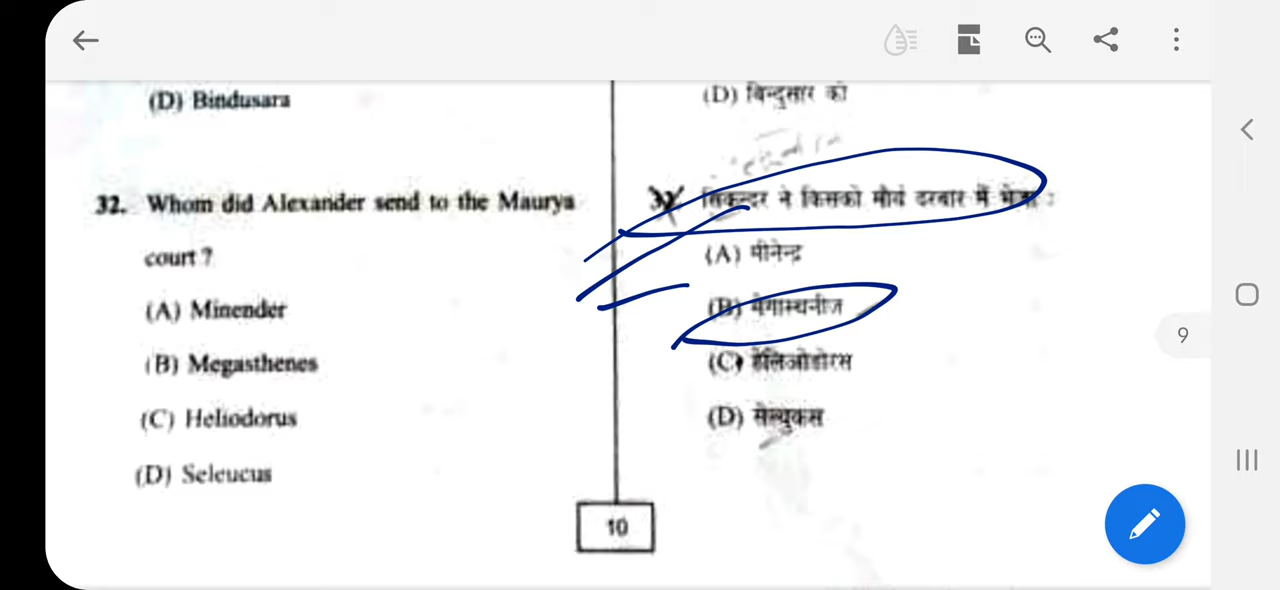 (D) Bindusara
32. Whom did Alexander send to the Maurya
court ?
(A) Minender
(B) Megasthenes
(C) Heliodorus
(D) Seleucus
(D) बिन्दुसार को
सिकन्दर ने किसको मौर्य दरबार में भेजा :
(A) मीनेन्द्र
(B) मेगास्थनीज
(C) हेलिओडोरस
(D) सेल्युकस
10
9